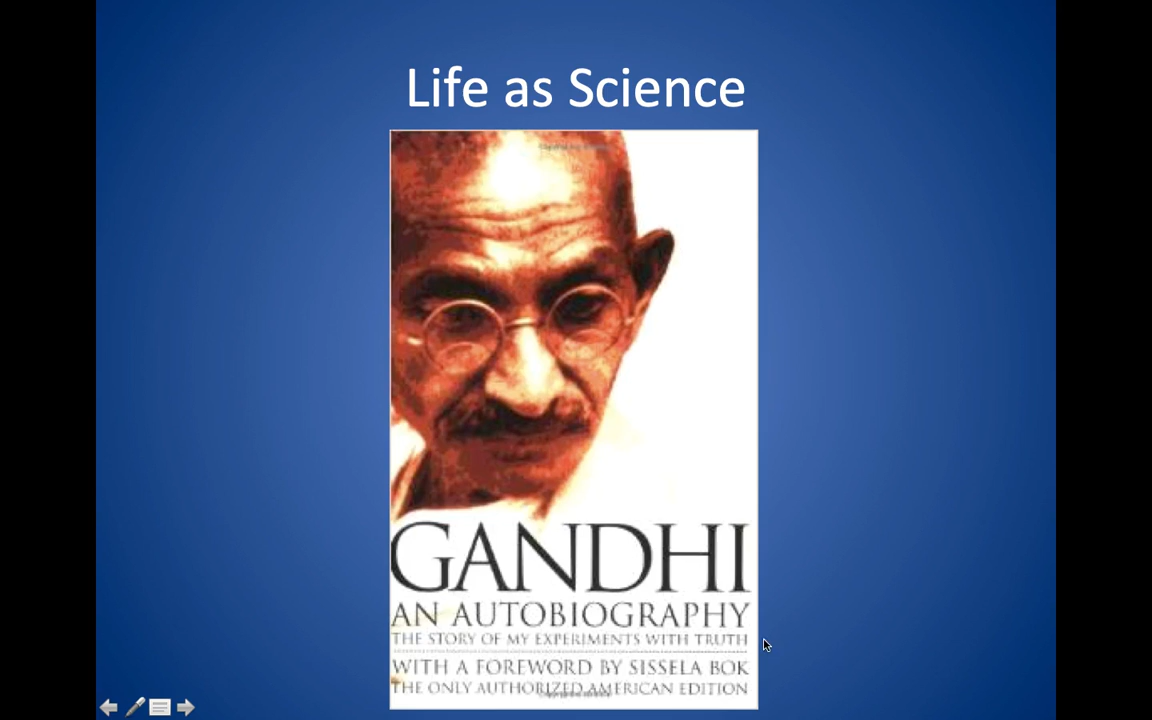 Life as Science
GANDHI
AN AUTOBIOGRAPHY
THE STORY OF MY EXPERIMENTS WITH TRUTH
WITH A FOREWORD BY SISSELA BOK
THE ONLY AUTHORIZED AMERICAN EDITION